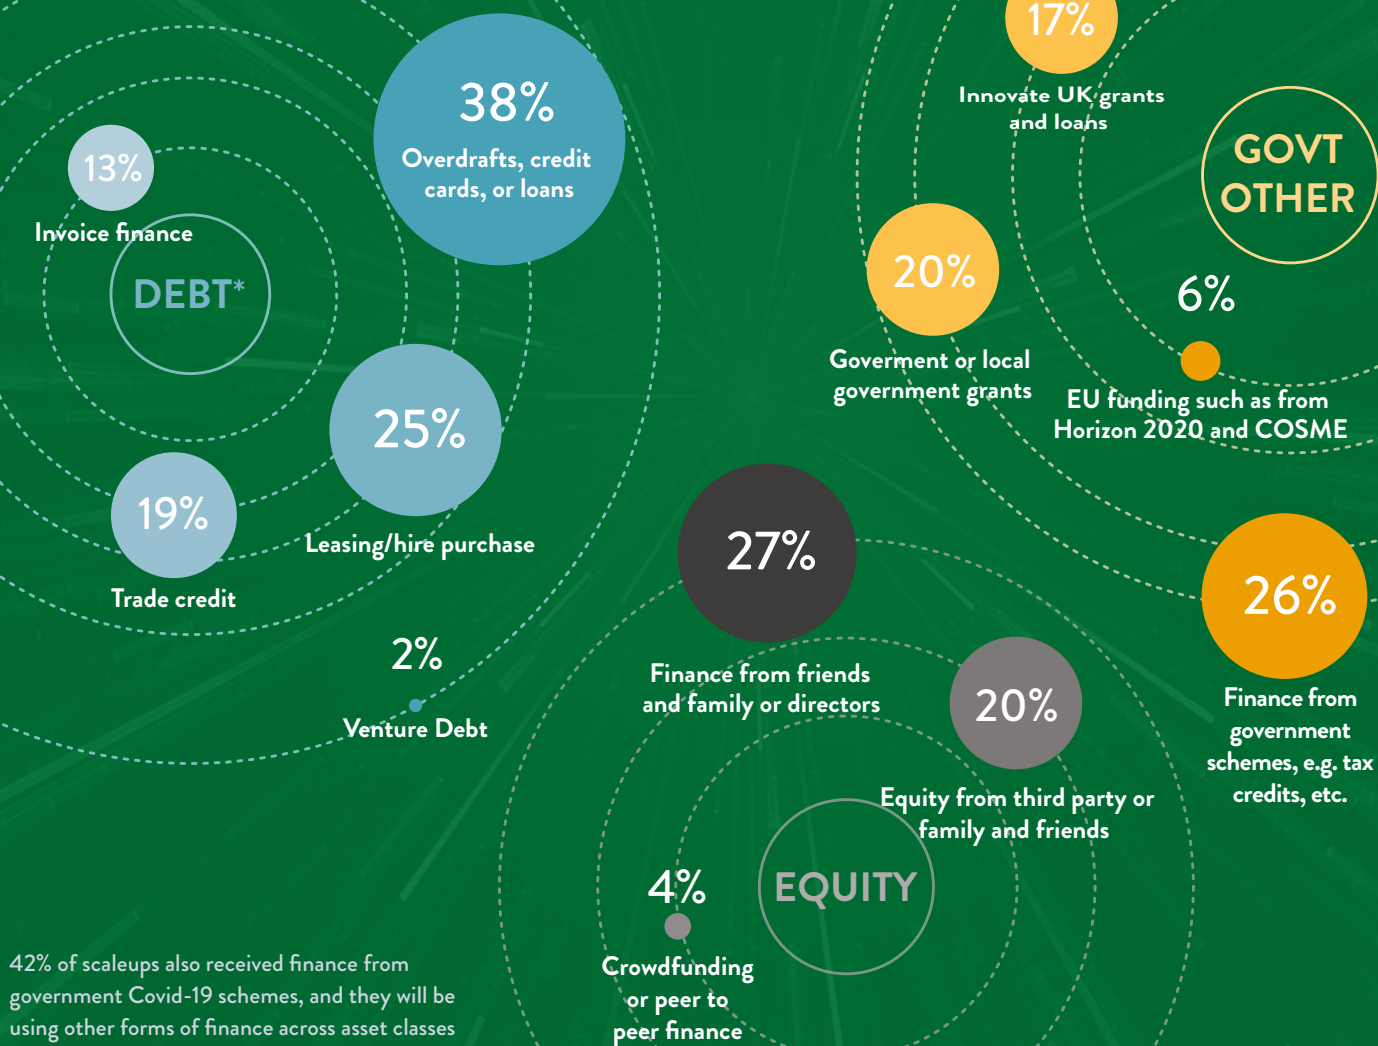 38%
Overdrafts, credit
cards, or loans
13%
Invoice finance
DEBT*
25%
Leasing/hire purchase
19%
Trade credit
2%
Venture Debt
17%
Innovate UK grants
and loans
GOVT
OTHER
20%
Goverment or local
government grants
6%
EU funding such as from
Horizon 2020 and COSME
26%
Finance from
government
schemes, e.g. tax
credits, etc.
27%
Finance from friends
and family or directors
20%
Equity from third party or
family and friends
EQUITY
4%
Crowdfunding
or peer to
peer finance
42% of scaleups also received finance from
government Covid-19 schemes, and they will be
using other forms of finance across asset classes